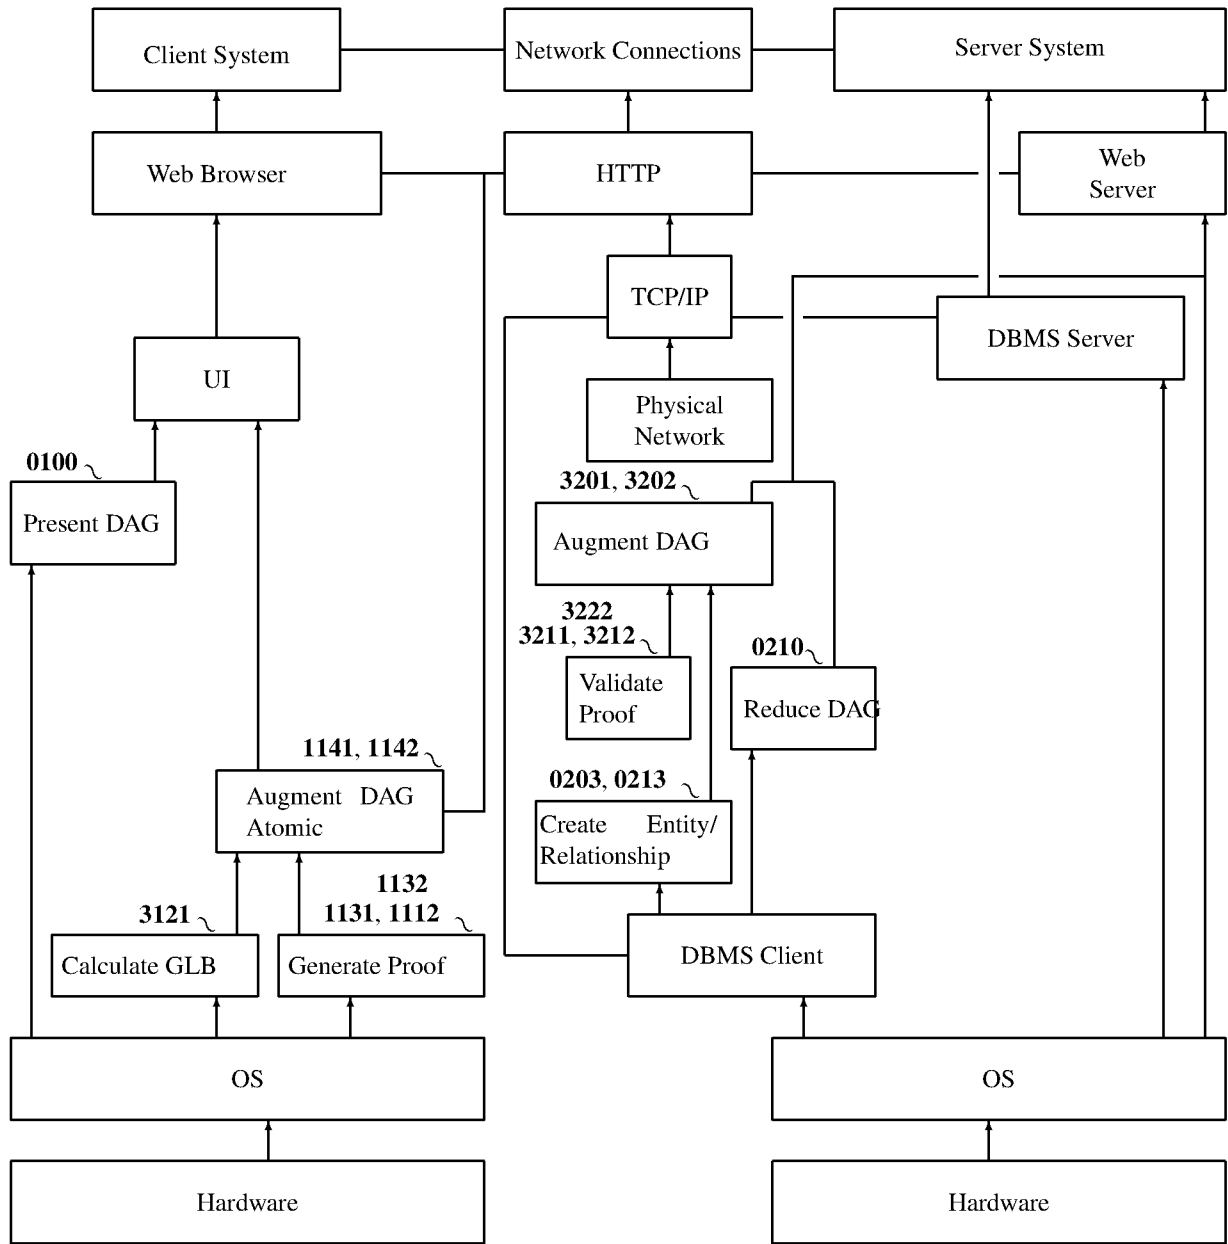 Client System
Network Connections
Server System
Web Browser
HTTP
Web
Server
TCP/IP
DBMS Server
UI
Physical
Network
0100
Present DAG
3201, 3202
Augment DAG
3222
3211, 3212
Validate
Proof
0210
Reduce DAG
1141, 1142
Augment DAG
Atomic
0203, 0213
Create Entity/
Relationship
1132
1131, 1112
3121
Calculate GLB
Generate Proof
DBMS Client
OS
OS
Hardware
Hardware